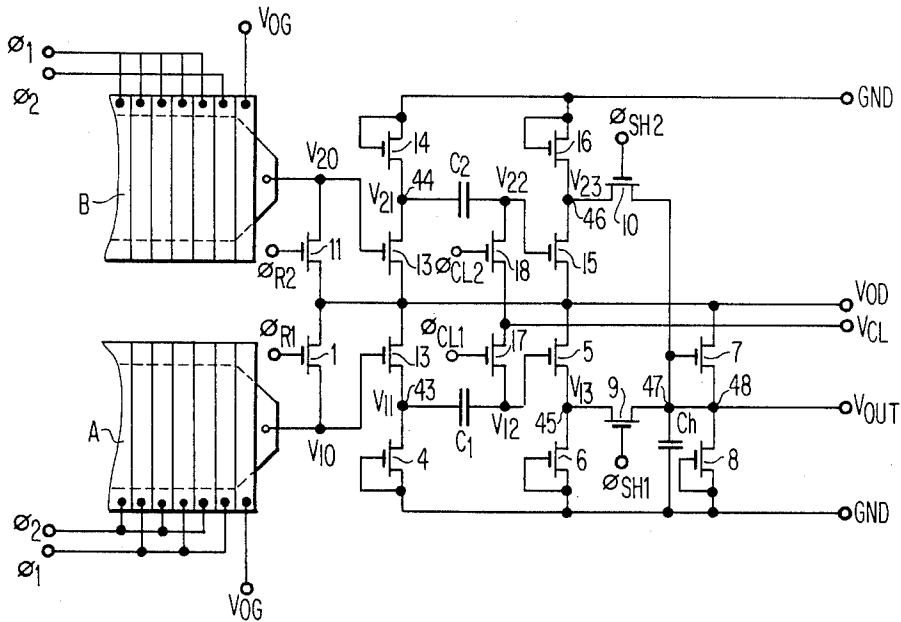 VOG
Ø1
Ø2
GND
ØSH2
14
16
V20
C2
V22
V23
V21
44
46
10
B
11
13
ØCL2
18
15
ØR2
VOD
VCL
ØR1
ØCL1
17
1
13
5
7
V11
43
V13
9
47
48
A
45
Ch
VOUT
V10
C1
V12
4
6
8
ØSH1
Ø2
GND
Ø1
VOG